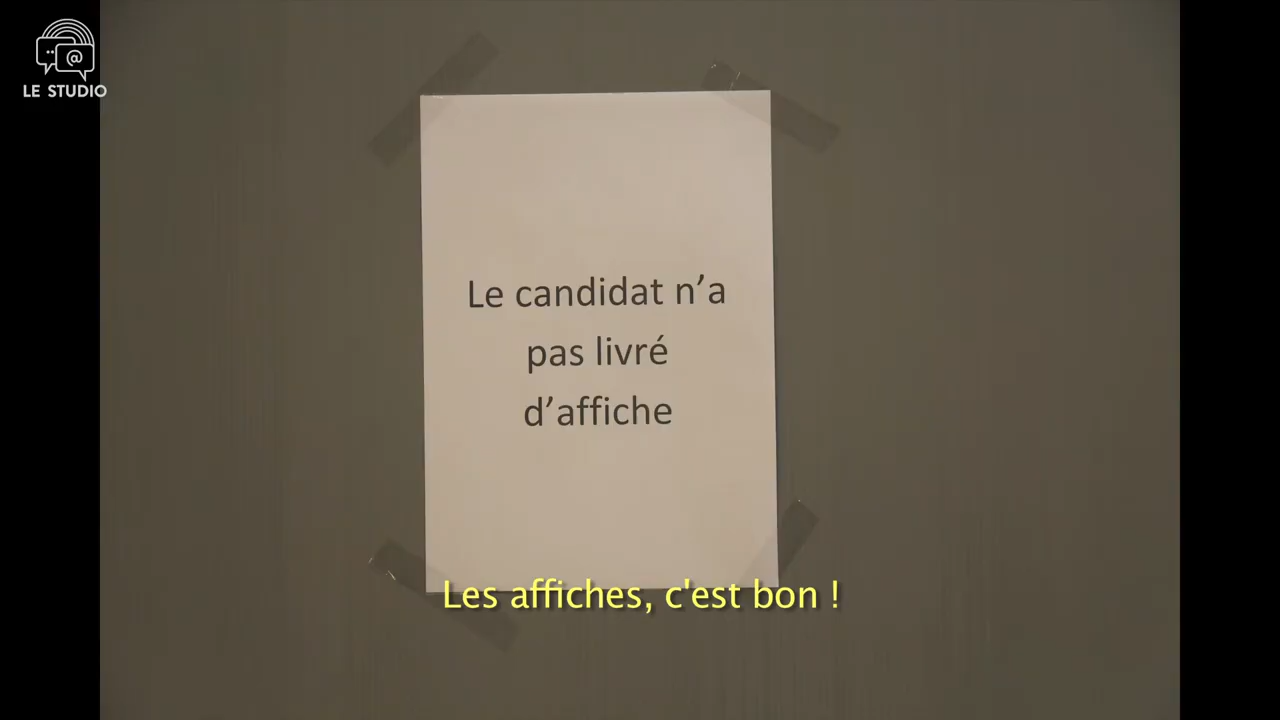 LE STUDIO
Le candidat n’a
pas livré
d’affiche
Les affiches, c'est bon !